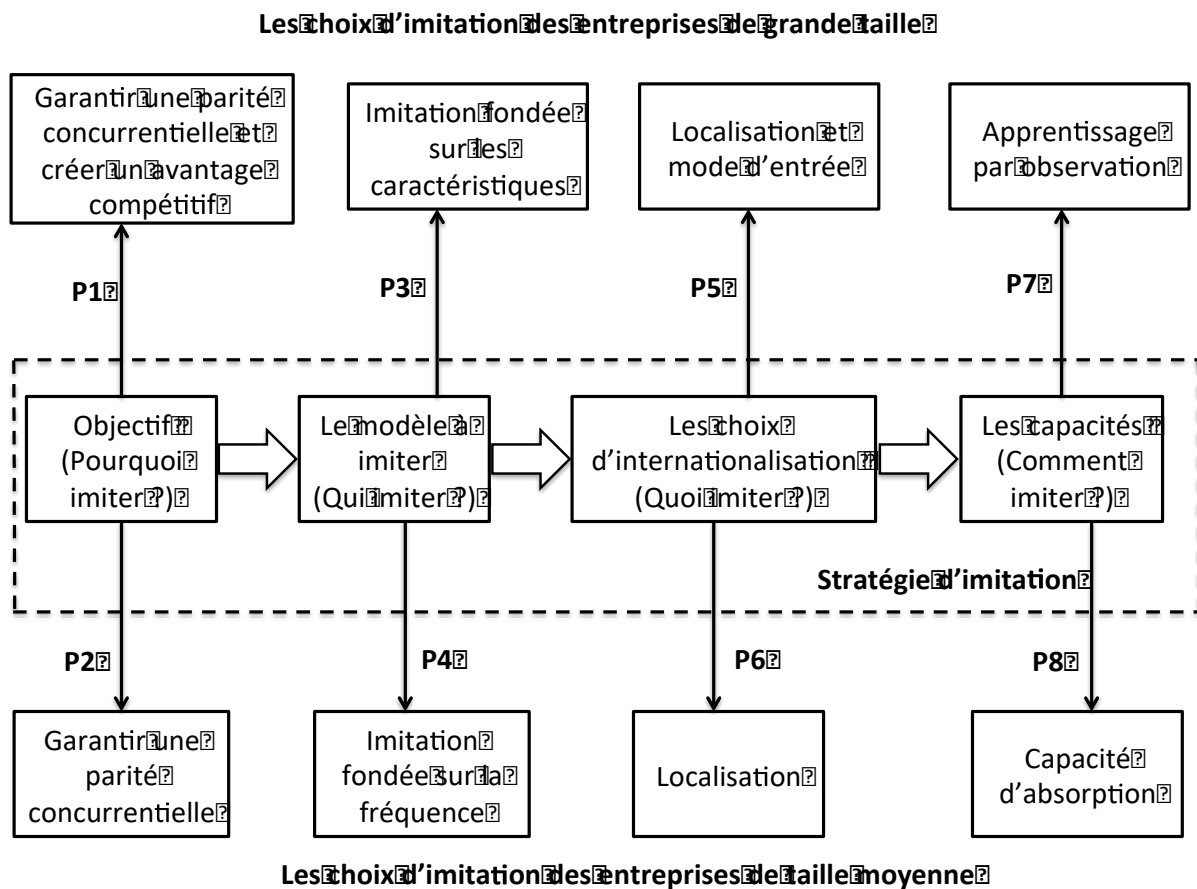 Les choix d'imitation des entreprises de grande taille
Garantir une parité
concurrentielle et
créer un avantage
compétitif
Imitation fondée
sur les
caractéristiques
Localisation et
mode d'entrée
Apprentissage
par observation
P1
P3
P5
P7
Objectif
(Pourquoi
imiter ?)
Le modèle à
imiter
(Qui imiter ?)
Les choix
d'internationalisation
(Quoi imiter ?)
Les capacités
(Comment
imiter ?)
Stratégie d'imitation
P2
P4
P6
P8
Garantir une
parité
concurrentielle
Imitation
fondée sur la
fréquence
Localisation
Capacité
d'absorption
Les choix d'imitation des entreprises de taille moyenne